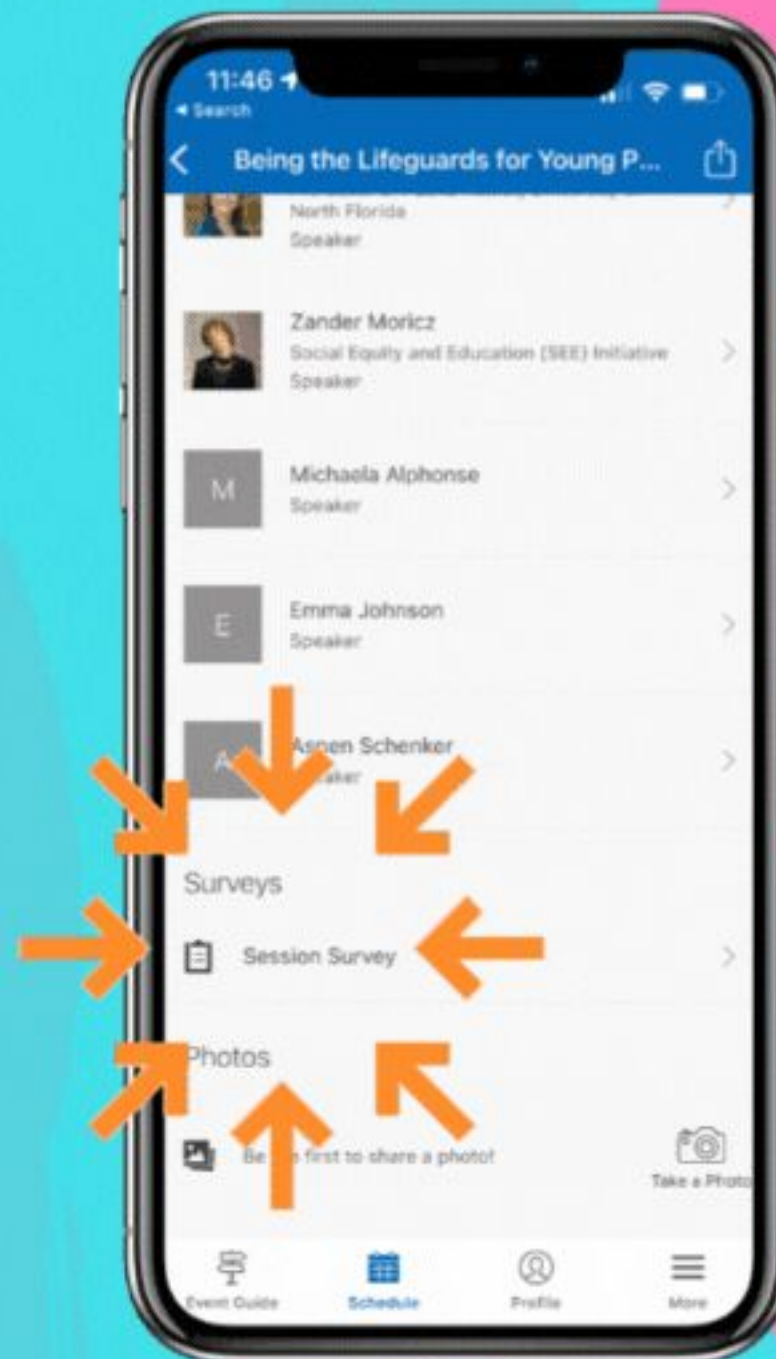 11:46
Search
Being the Lifeguards for Young P...
North Florida
Speaker
Zander Moricz
Social Equity and Education (SEE) Initiative
Speaker
M
Michaela Alphonse
Speaker
E
Emma Johnson
Speaker
A
Aspen Schenker
Speaker
Surveys
Session Survey
Photos
Be first to share a photo!
Take a Photo
Event Guide
Schedule
Profile
More